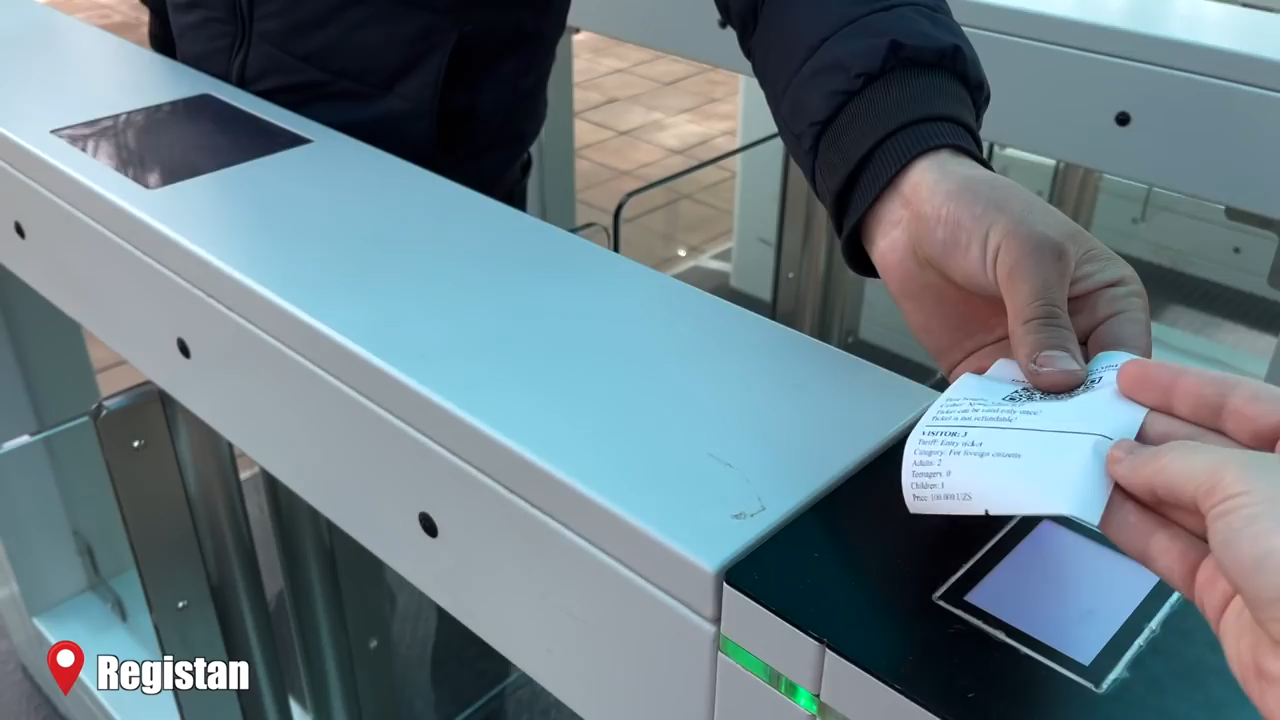 Ticket can be used only once!
Ticket is not refundable!
VISITOR: 3
Tariff: Entry ticket
Category: For foreign citizens
Adults: 2
Teenagers: 0
Children: 1
Price: 100 000 UZS
Registan